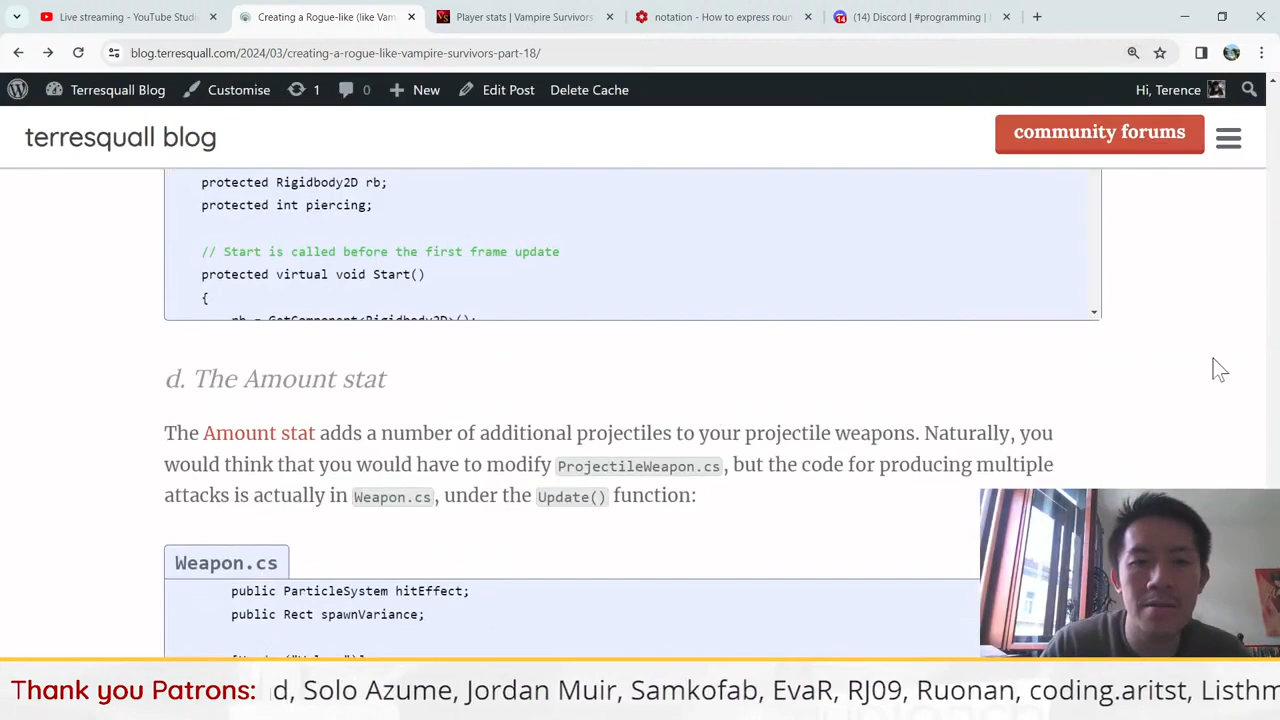 Live streaming - YouTube Studi
Creating a Rogue-like (like Vam
Player stats | Vampire Survivors
notation - How to express roun
(14) Discord | #programming |
blog.terresquall.com/2024/03/creating-a-rogue-like-vampire-survivors-part-18/
Terresquall Blog
Customise
1
0
New
Edit Post
Delete Cache
Hi, Terence
terresquall blog
community forums
protected Rigidbody2D rb;
protected int piercing;
// Start is called before the first frame update
protected virtual void Start()
{
rb = GetComponent<Rigidbody2D>();
d. The Amount stat
The Amount stat adds a number of additional projectiles to your projectile weapons. Naturally, you
would think that you would have to modify ProjectileWeapon.cs, but the code for producing multiple
attacks is actually in Weapon.cs, under the Update() function:
Weapon.cs
public ParticleSystem hitEffect;
public Rect spawnVariance;
Thank you Patrons: d, Solo Azume, Jordan Muir, Samkofab, EvaR, RJ09, Ruonan, coding.aritst, Listhm